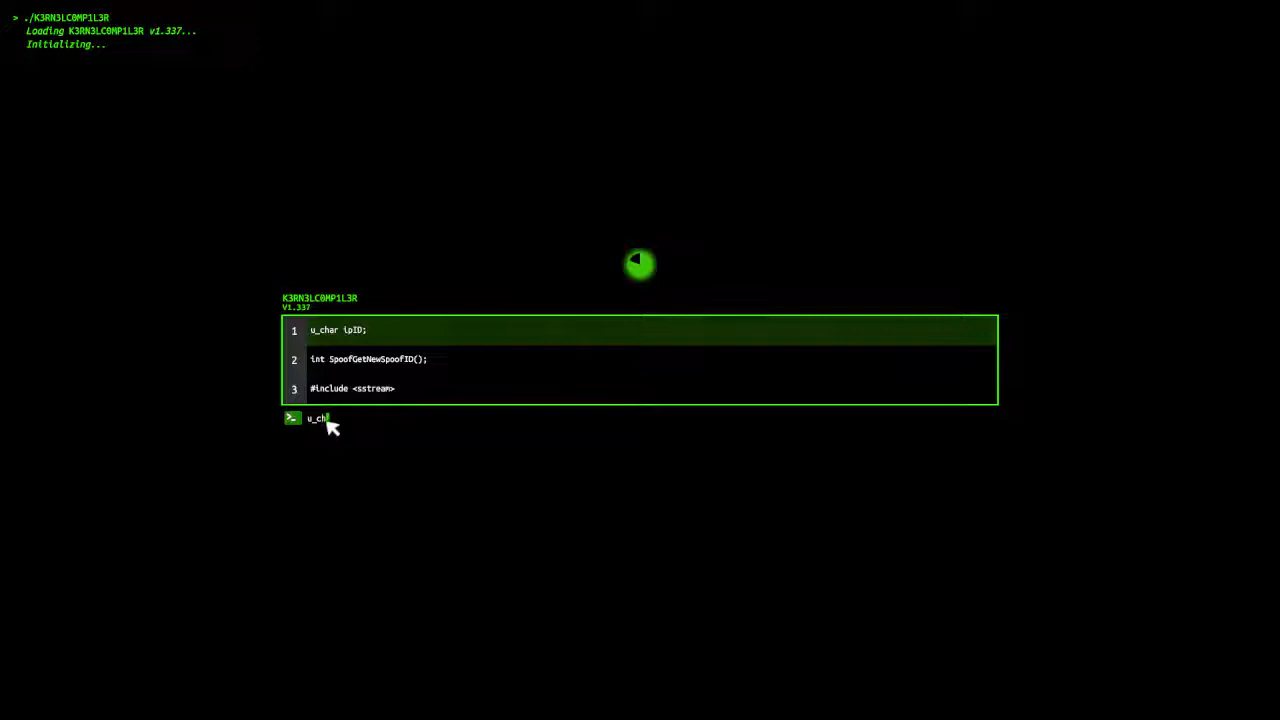 > ./K3RN3LC0MP1L3R
Loading K3RN3LC0MP1L3R v1.337...
Initializing...
K3RN3LC0MP1L3R
V1.337
1 u_char ipID;
2 int SpoofGetNewSpoofID();
3 #include <sstream>
>_ u_ch